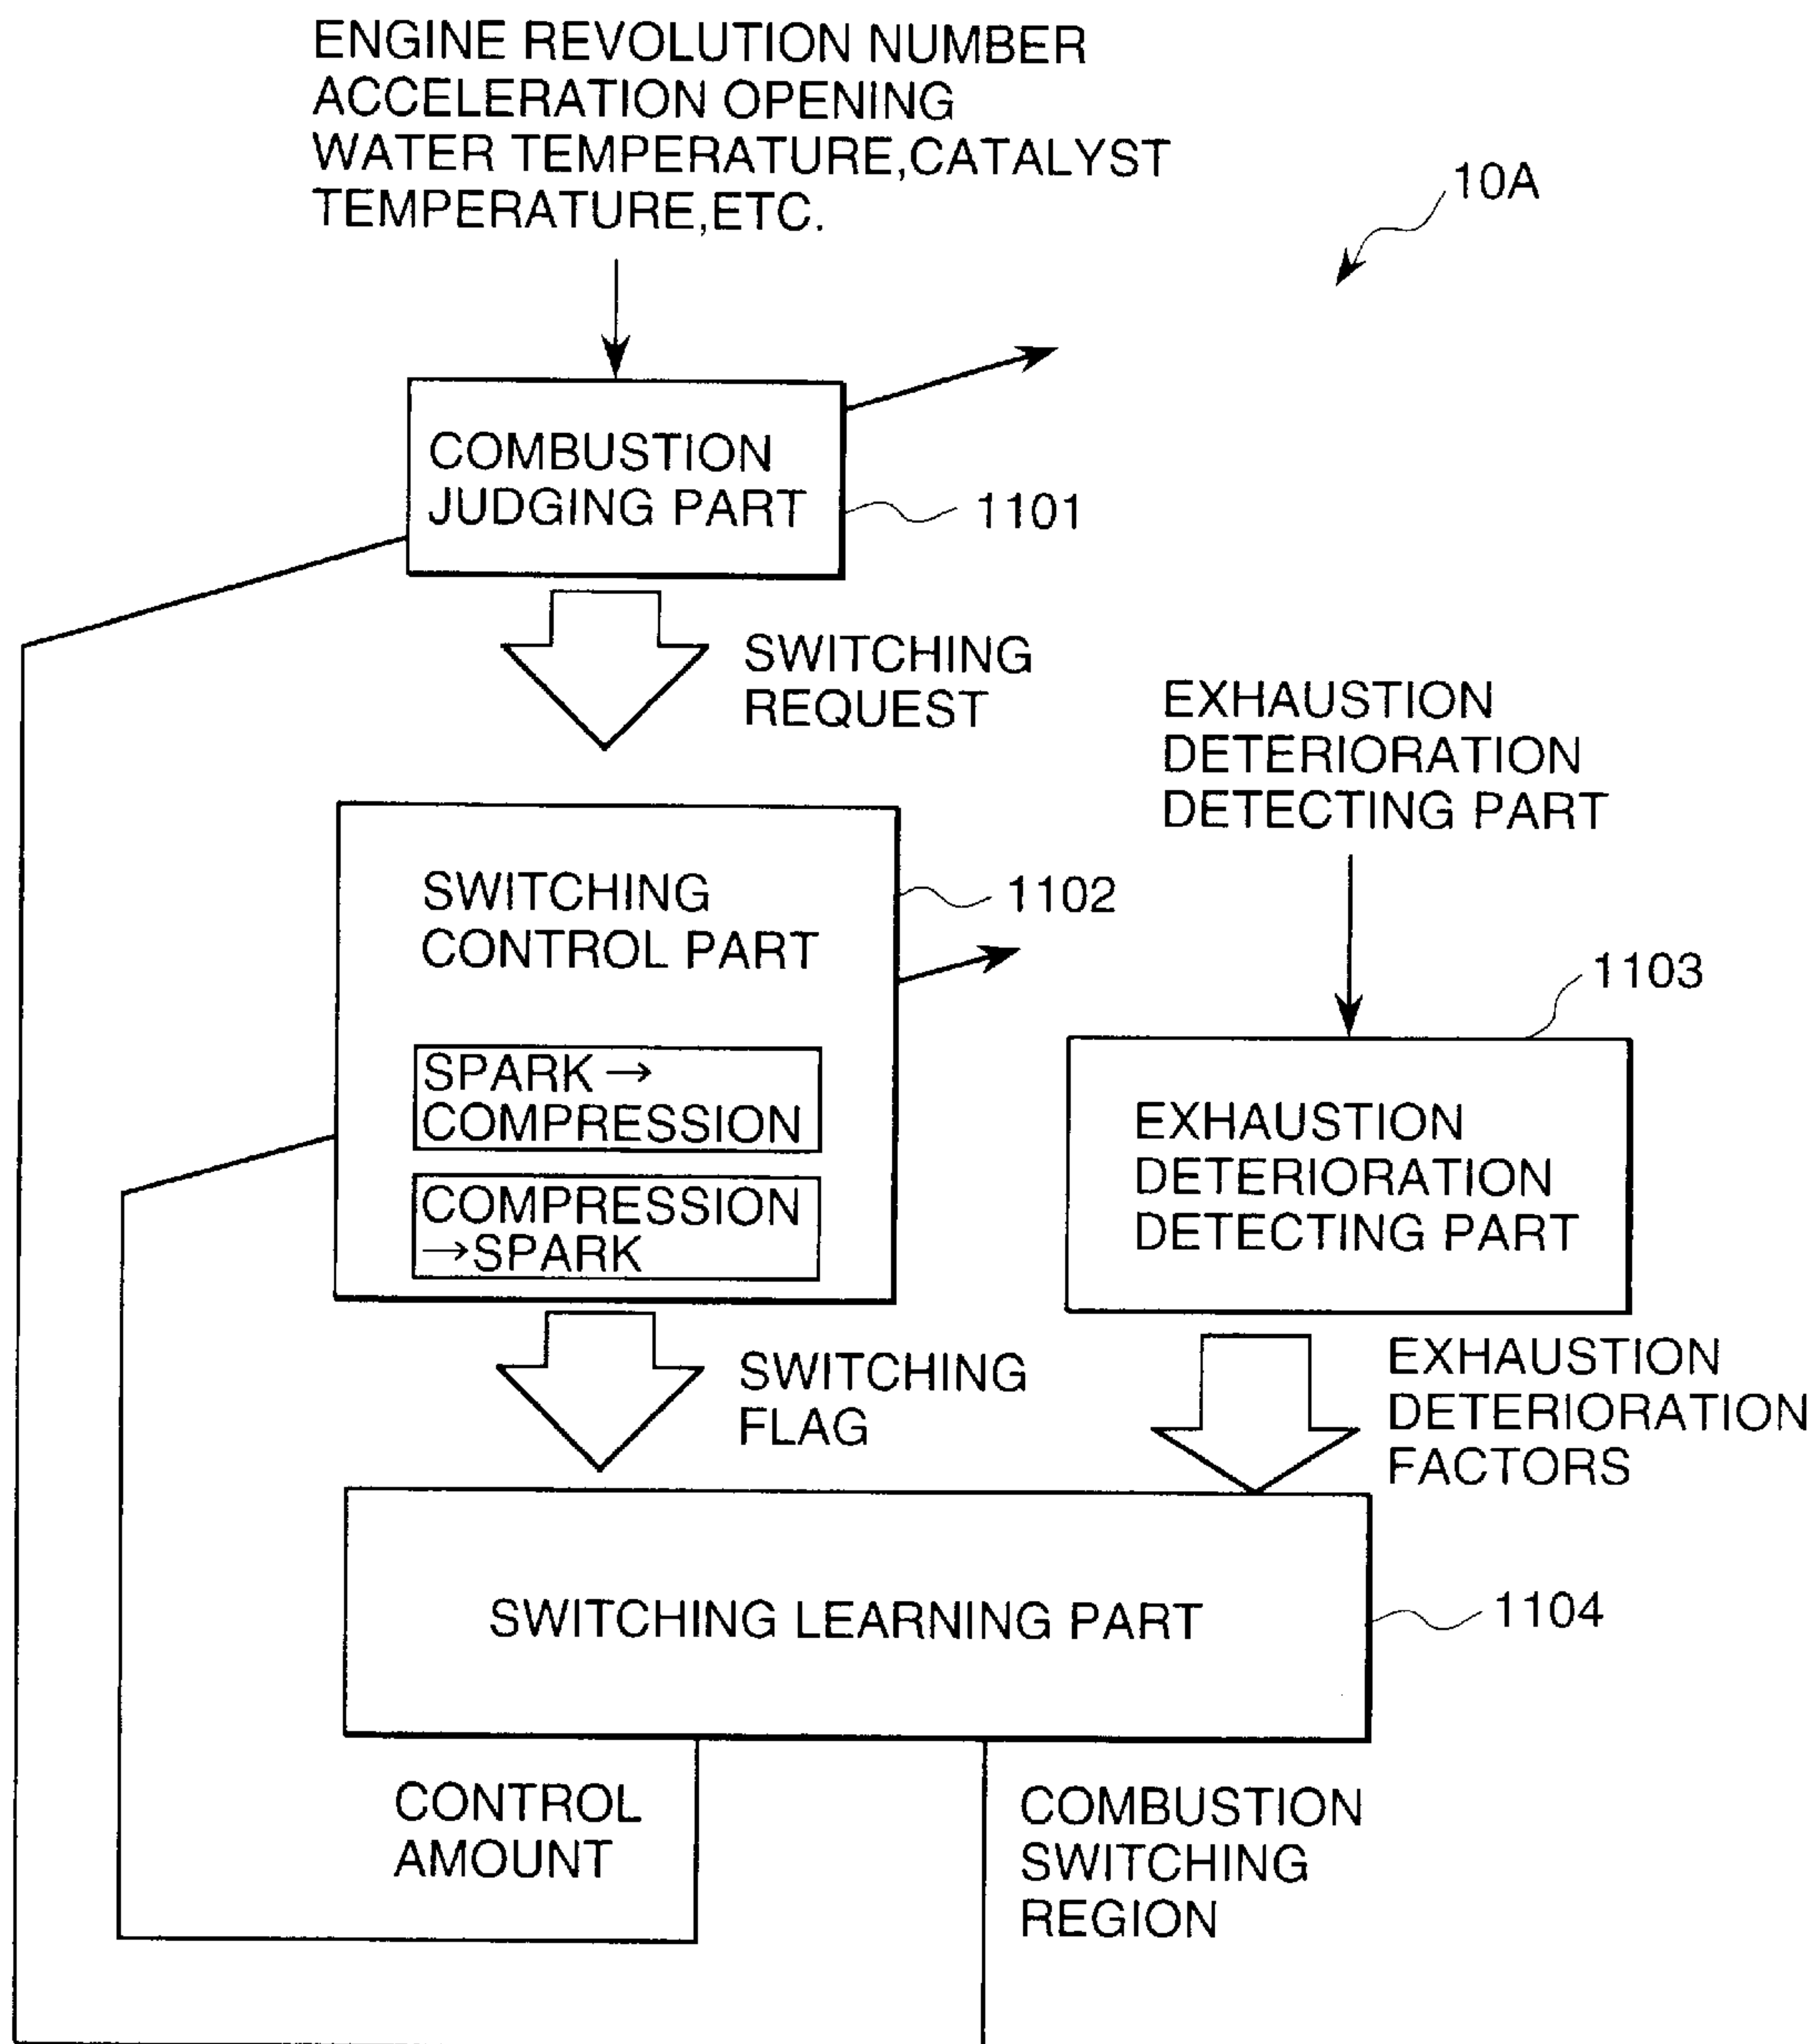 ENGINE REVOLUTION NUMBER
ACCELERATION OPENING
WATER TEMPERATURE,CATALYST
TEMPERATURE,ETC.
10A
COMBUSTION
JUDGING PART
1101
SWITCHING
REQUEST
EXHAUSTION
DETERIORATION
DETECTING PART
SWITCHING
CONTROL PART
1102
SPARK →
COMPRESSION
COMPRESSION
→SPARK
1103
EXHAUSTION
DETERIORATION
DETECTING PART
SWITCHING
FLAG
EXHAUSTION
DETERIORATION
FACTORS
SWITCHING LEARNING PART
1104
CONTROL
AMOUNT
COMBUSTION
SWITCHING
REGION